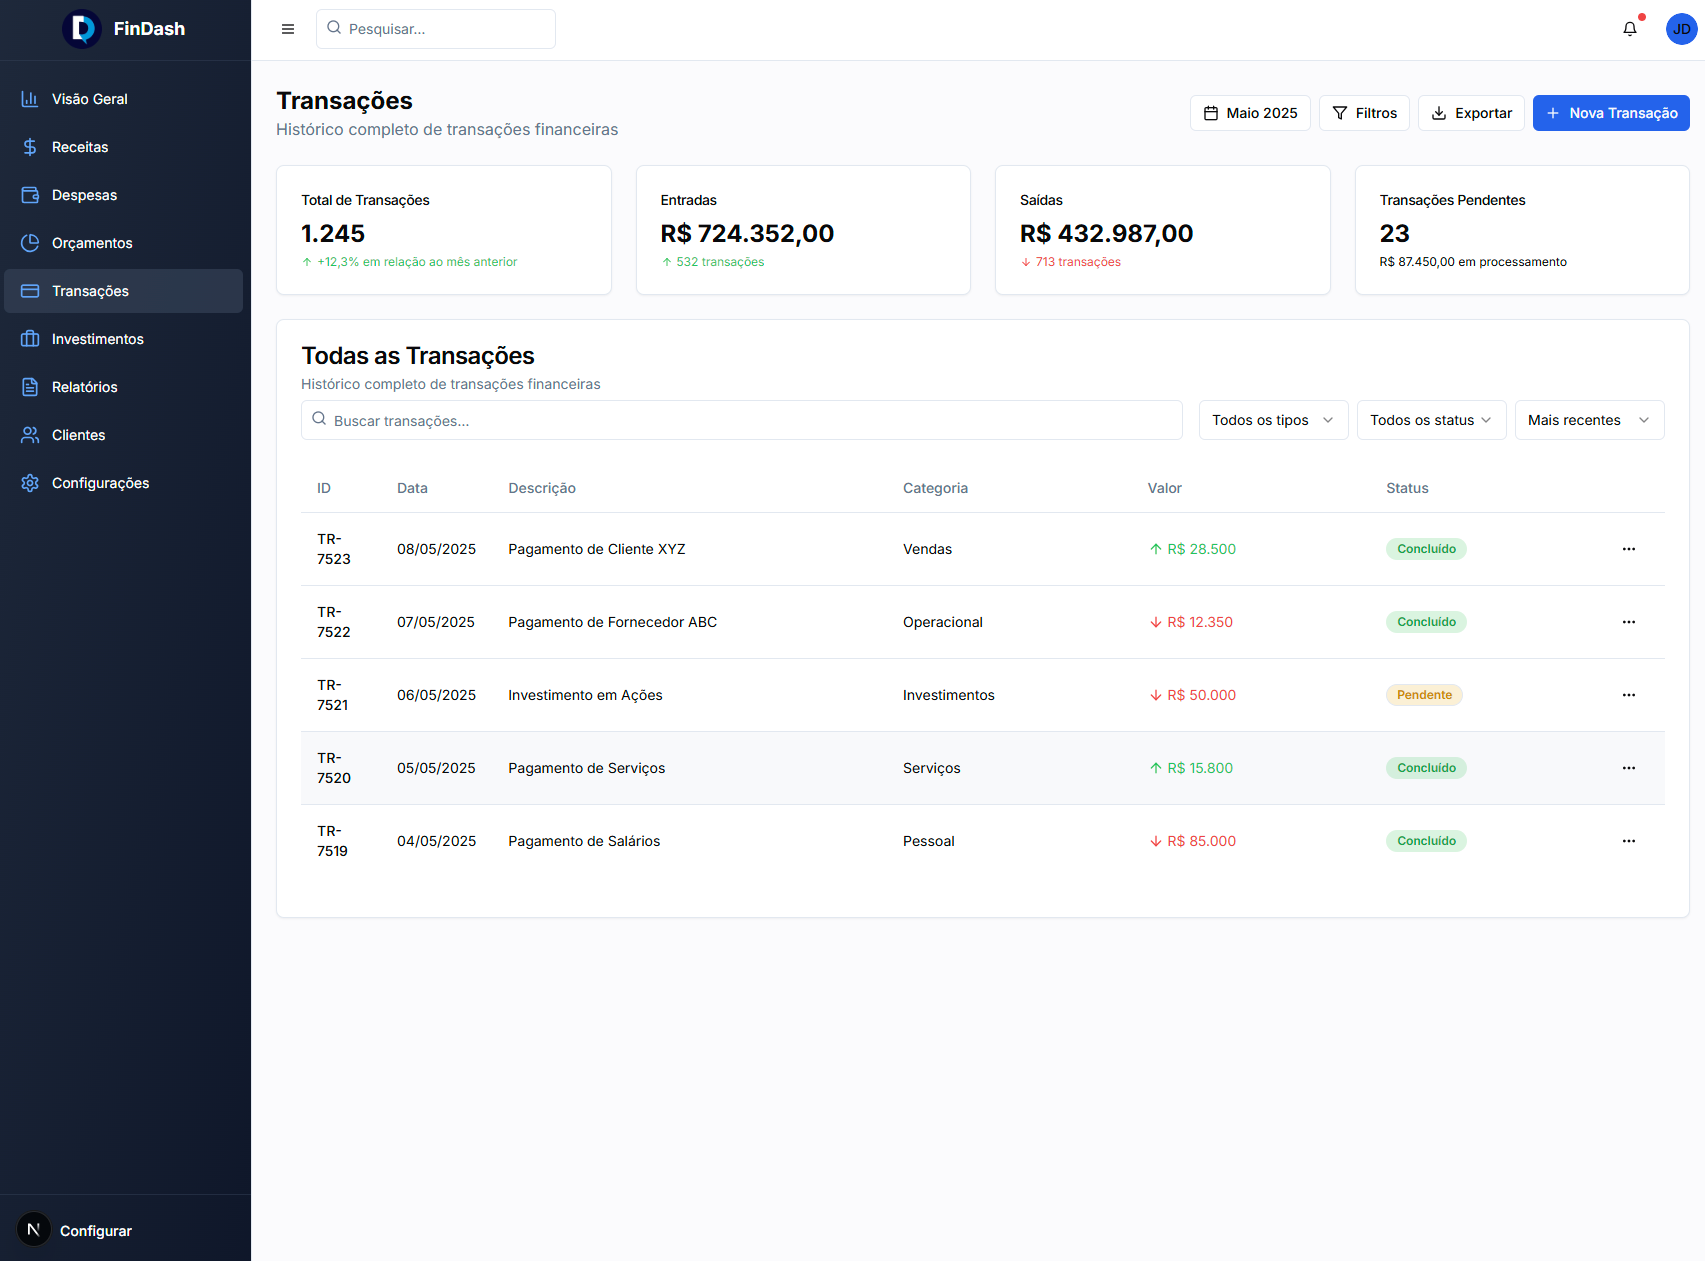 FinDash
Pesquisar...
JD
Visão Geral
Receitas
Despesas
Orçamentos
Transações
Investimentos
Relatórios
Clientes
Configurações
N
Configurar
Transações
Histórico completo de transações financeiras
Maio 2025
Filtros
Exportar
Nova Transação
Total de Transações
1.245
+12,3% em relação ao mês anterior
Entradas
R$ 724.352,00
532 transações
Saídas
R$ 432.987,00
713 transações
Transações Pendentes
23
R$ 87.450,00 em processamento
Todas as Transações
Histórico completo de transações financeiras
Buscar transações...
Todos os tipos
Todos os status
Mais recentes
ID Data Descrição Categoria Valor Status
TR-
7523 08/05/2025 Pagamento de Cliente XYZ Vendas R$ 28.500 Concluído
TR-
7522 07/05/2025 Pagamento de Fornecedor ABC Operacional R$ 12.350 Concluído
TR-
7521 06/05/2025 Investimento em Ações Investimentos R$ 50.000 Pendente
TR-
7520 05/05/2025 Pagamento de Serviços Serviços R$ 15.800 Concluído
TR-
7519 04/05/2025 Pagamento de Salários Pessoal R$ 85.000 Concluído